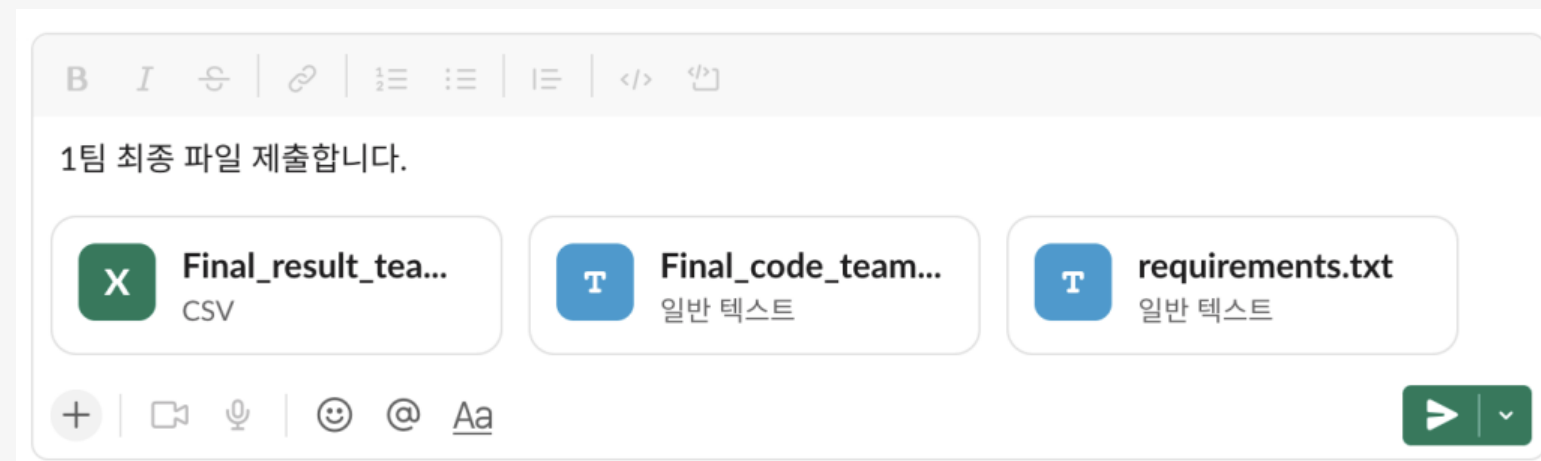 B I S
1팀 최종 파일 제출합니다.
X Final_result_tea... T Final_code_team... T requirements.txt
CSV 일반 텍스트 일반 텍스트
@ Aa